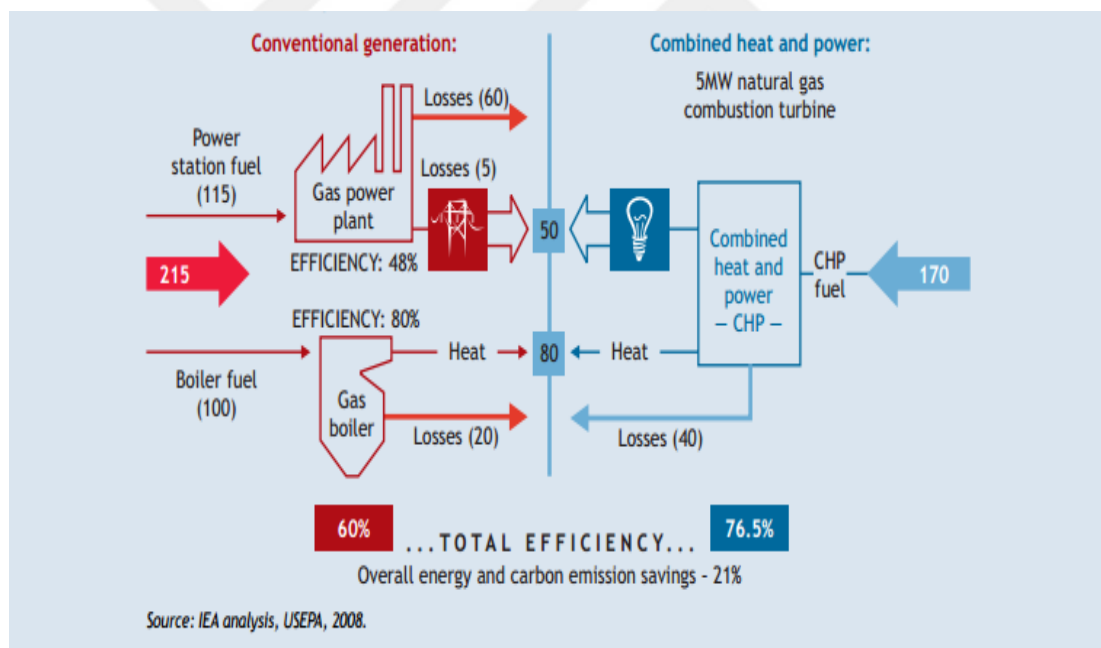 Conventional generation:
Combined heat and power:
5MW natural gas
combustion turbine
Losses (60)
Power
station fuel
(115)
Losses (5)
Gas power
plant
50
Combined
heat and
power
— CHP —
CHP
fuel
EFFICIENCY: 48%
215
170
EFFICIENCY: 80%
Heat
80
Heat
Boiler fuel
(100)
Gas
boiler
Losses (20)
Losses (40)
60%
...TOTAL EFFICIENCY...
76.5%
Overall energy and carbon emission savings - 21%
Source: IEA analysis, USEPA, 2008.